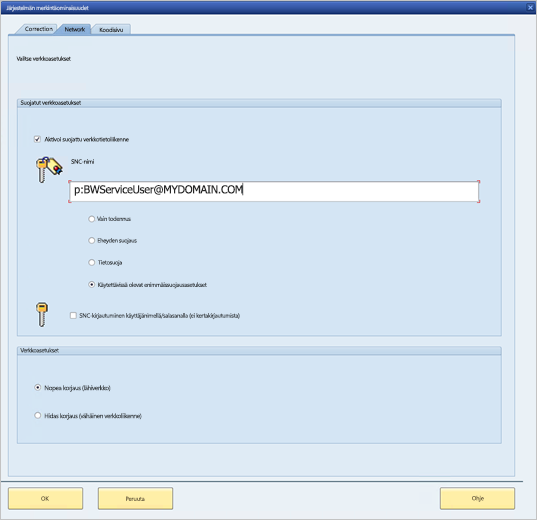 Järjestelmän merkintäominaisuudet
Correction Network Koodisivu
Valitse verkkoasetukset
Suojatut verkkoasetukset
Aktivoi suojattu verkkotietoliikenne
SNC-nimi
p:BWServiceUser@MYDOMAIN.COM
Vain todennus
Eheyden suojaus
Tietosuoja
Käytettävissä olevat enimmäissuojausasetukset
SNC-kirjautuminen käyttäjänimellä/salasanalla (ei kertakirjautumista)
Verkkoasetukset
Nopea korjaus (lähiverkko)
Hidas korjaus (vähäinen verkkoliikenne)
OK Peruuta Ohje